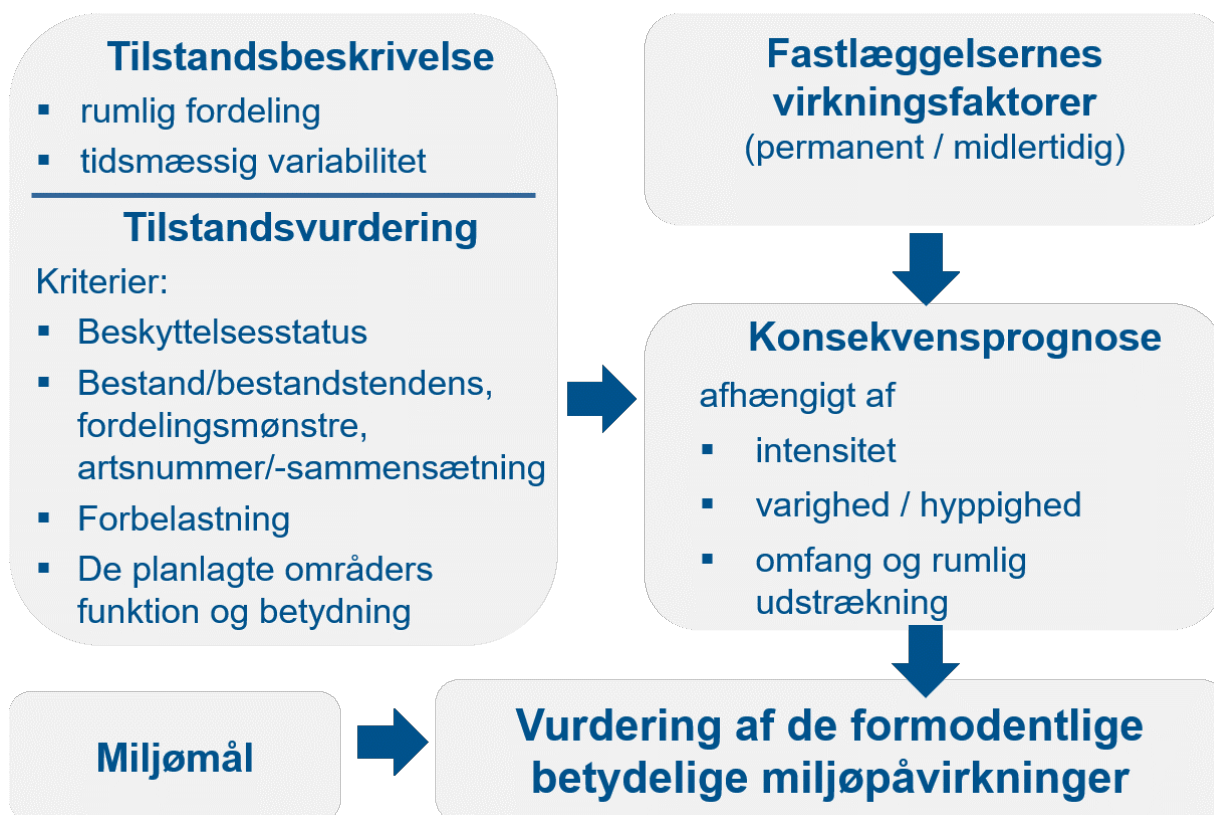 Tilstandsbeskrivelse
▪ rumlig fordeling
▪ tidsmæssig variabilitet
Tilstandsvurdering
Kriterier:
▪ Beskyttelsesstatus
▪ Bestand/bestandstendens,
fordelingsmønstre,
artsnummer/-sammensætning
▪ Forbelastning
▪ De planlagte områders
funktion og betydning
Fastlæggelsernes
virkningsfaktorer
(permanent / midlertidig)
Konsekvensprognose
afhængigt af
▪ intensitet
▪ varighed / hyppighed
▪ omfang og rumlig
udstrækning
Miljømål
Vurdering af de formodentlige
betydelige miljøpåvirkninger